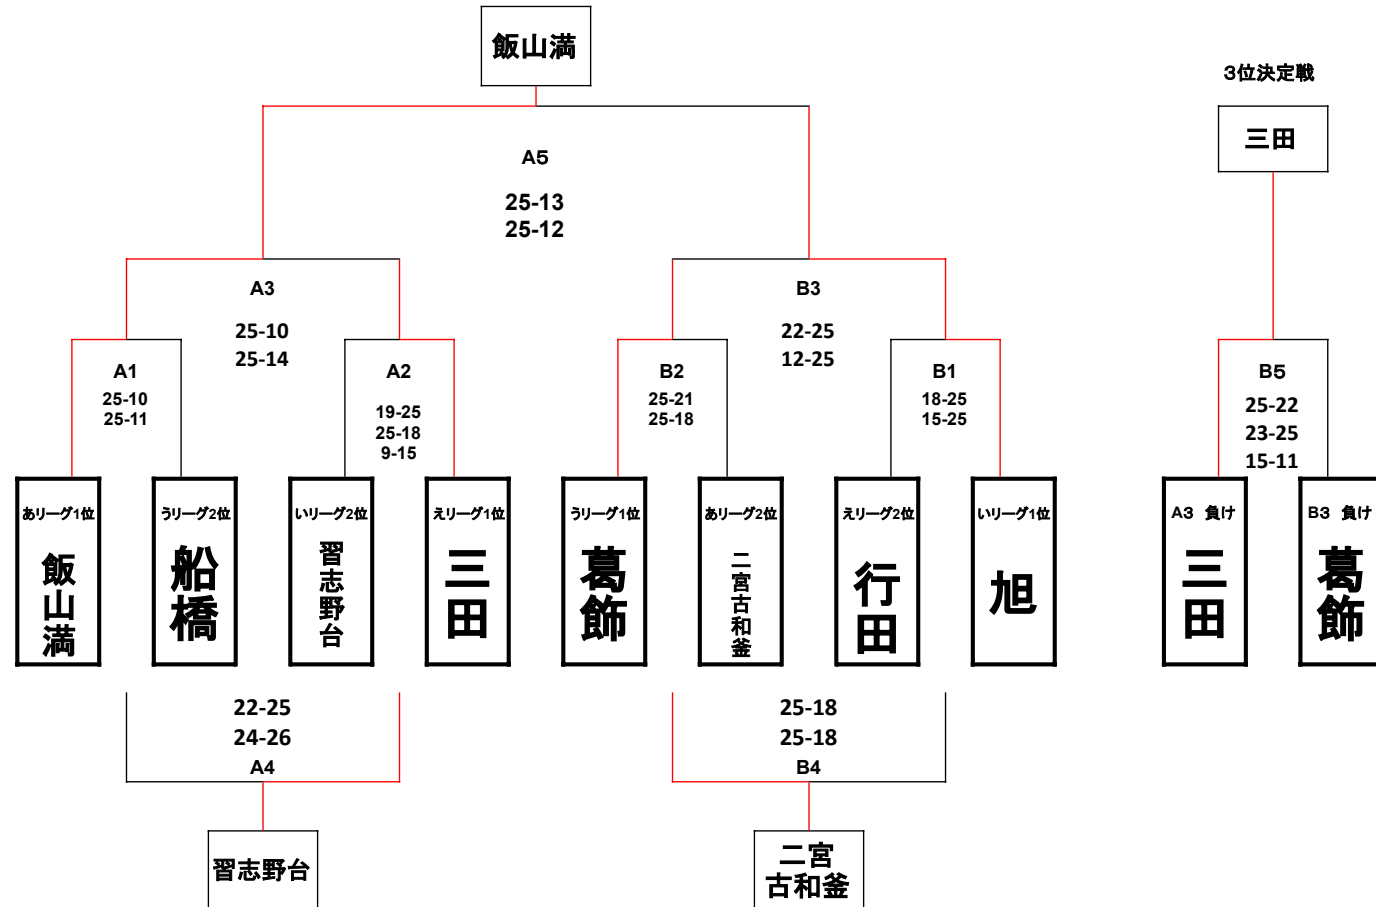 飯山満
3位決定戦
三田
A5
25-13
25-12
A3
25-10
25-14
B3
22-25
12-25
A1
25-10
25-11
A2
19-25
25-18
9-15
B2
25-21
25-18
B1
18-25
15-25
B5
25-22
23-25
15-11
あリーグ1位
飯山満
うリーグ2位
船橋
いリーグ2位
習志野台
えリーグ1位
三田
うリーグ1位
葛飾
あリーグ2位
二宮古和釜
えリーグ2位
行田
いリーグ1位
旭
A3 負け
三田
B3 負け
葛飾
22-25
24-26
A4
25-18
25-18
B4
習志野台
二宮
古和釜